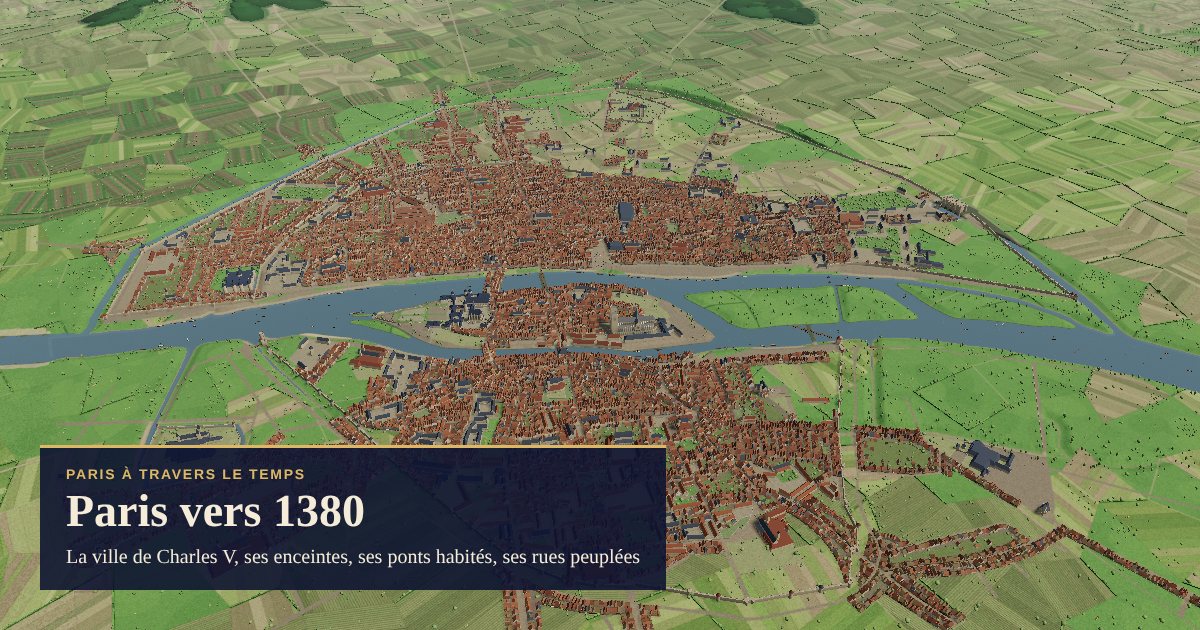 PARIS À TRAVERS LE TEMPS
Paris vers 1380
La ville de Charles V, ses enceintes, ses ponts habités, ses rues peuplées